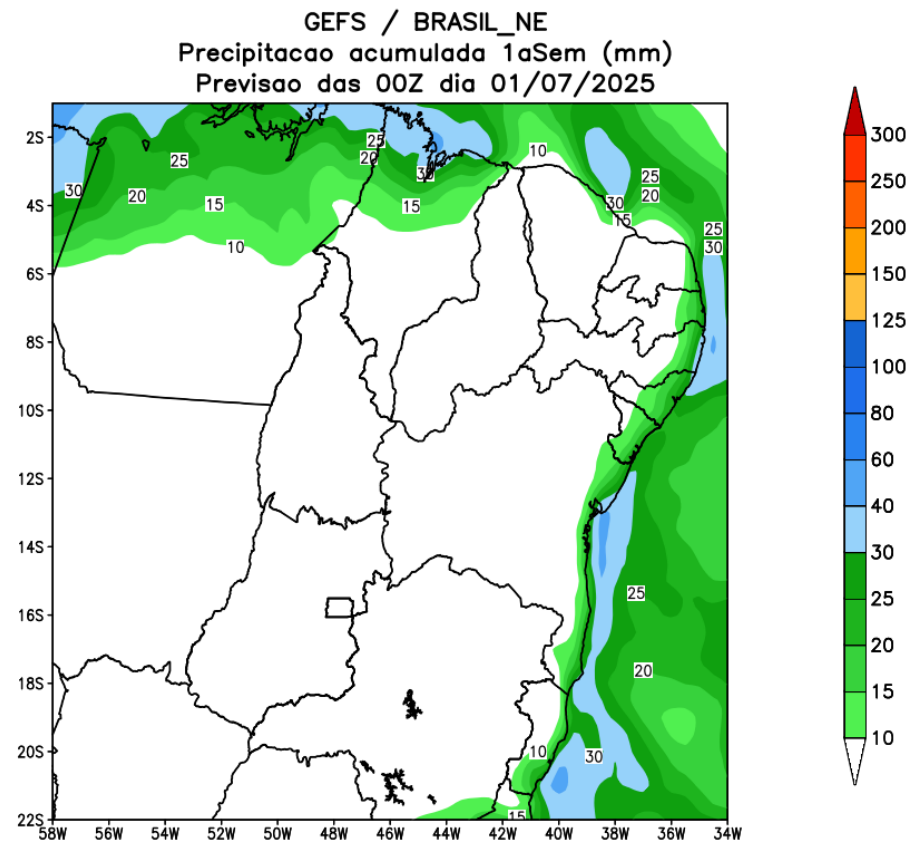 GEFS / BRASIL_NE
Precipitacao acumulada 1aSem (mm)
Previsao das 00Z dia 01/07/2025
2S
4S
6S
8S
10S
12S
14S
16S
18S
20S
22S
58W 56W 54W 52W 50W 48W 46W 44W 42W 40W 38W 36W 34W
25
20
30
25
30
20
15
10
15
10
25
20
30
15
25
30
25
20
10
30
15
300
250
200
150
125
100
80
60
40
30
25
20
15
10